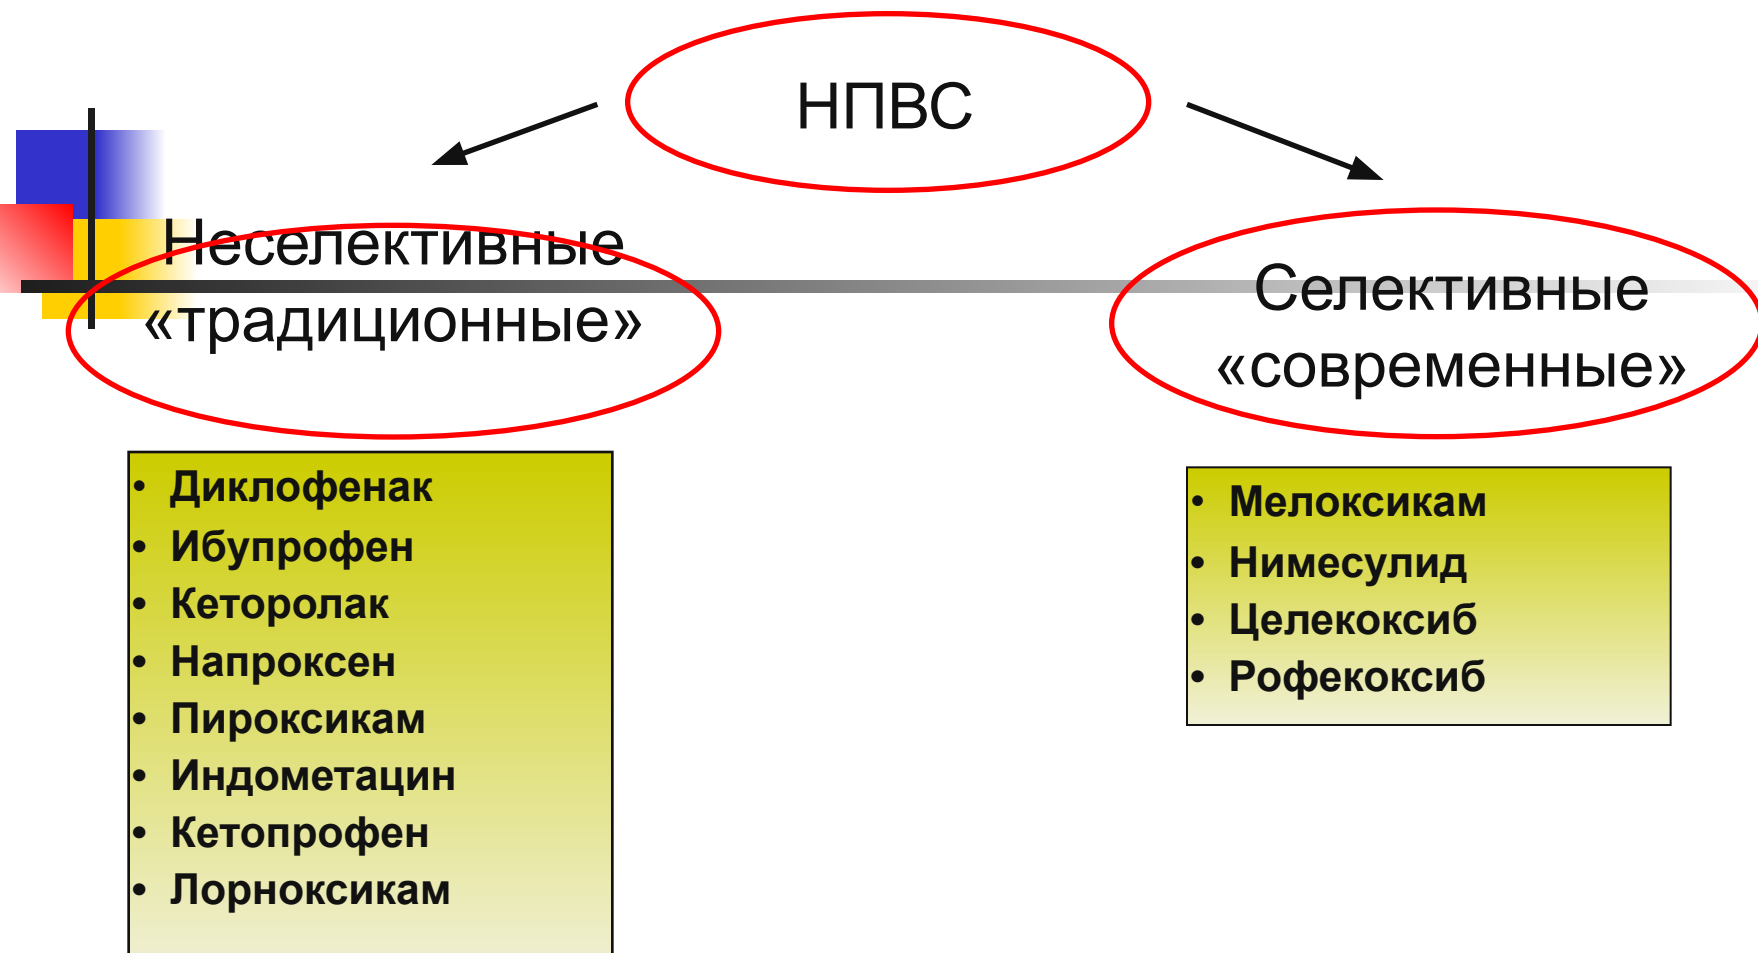 НПВС
Неселективные
«традиционные»
Селективные
«современные»
• Диклофенак
• Ибупрофен
• Кеторолак
• Напроксен
• Пироксикам
• Индометацин
• Кетопрофен
• Лорноксикам
• Мелоксикам
• Нимесулид
• Целекоксиб
• Рофекоксиб